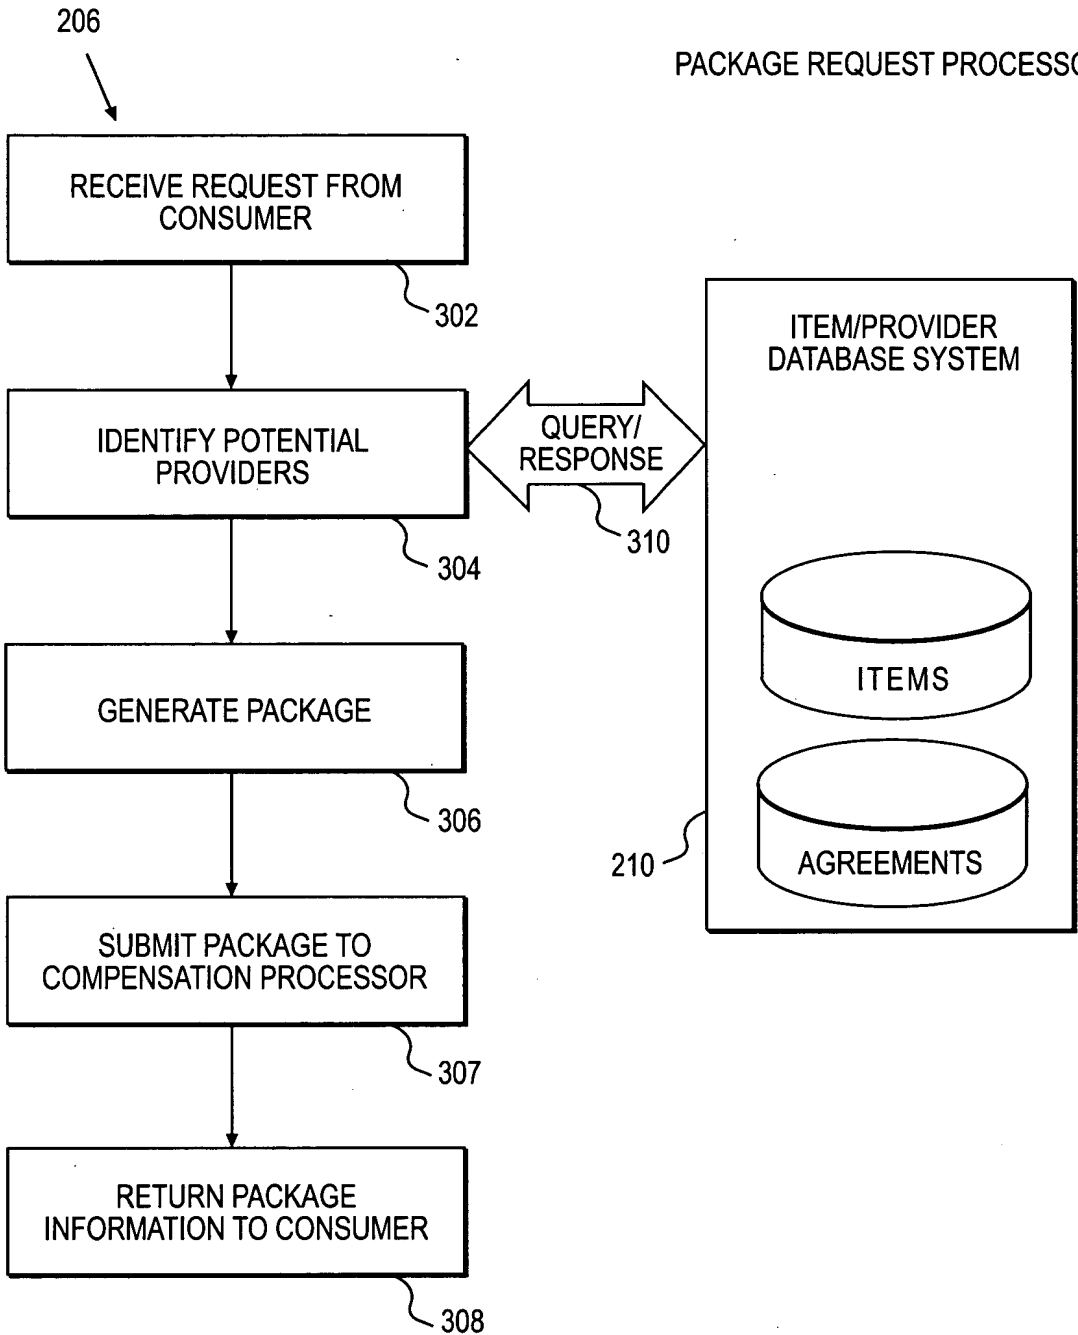 206
PACKAGE REQUEST PROCESSO
RECEIVE REQUEST FROM
CONSUMER
302
ITEM/PROVIDER
DATABASE SYSTEM
IDENTIFY POTENTIAL
PROVIDERS
QUERY/
RESPONSE
310
304
ITEMS
GENERATE PACKAGE
306
AGREEMENTS
210
SUBMIT PACKAGE TO
COMPENSATION PROCESSOR
307
RETURN PACKAGE
INFORMATION TO CONSUMER
308